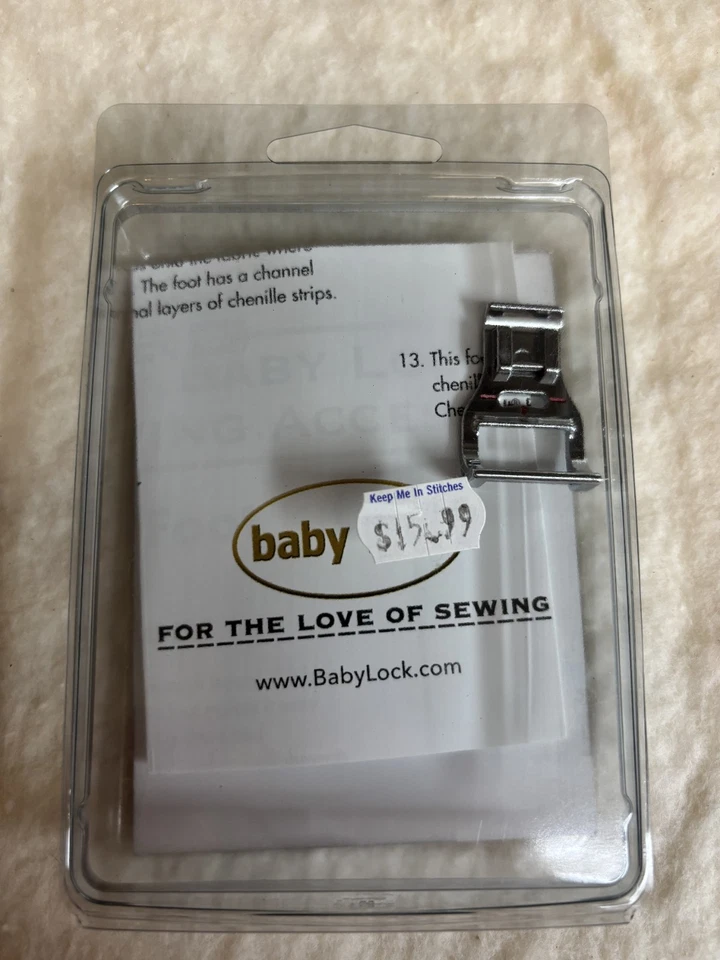 The foot has a channel
layers of chenille strips.
13. This
Keep Me In Stitches
$15.99
baby
FOR THE LOVE OF SEWING
www.BabyLock.com